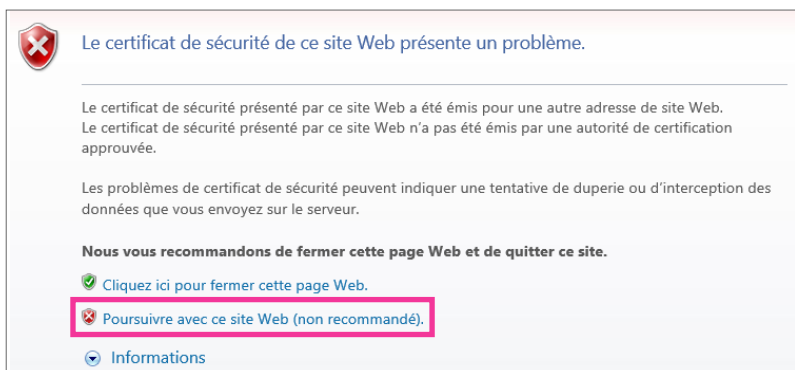 Le certificat de sécurité de ce site Web présente un problème.
Le certificat de sécurité présenté par ce site Web a été émis pour une autre adresse de site Web.
Le certificat de sécurité présenté par ce site Web n'a pas été émis par une autorité de certification
approuvée.
Les problèmes de certificat de sécurité peuvent indiquer une tentative de duperie ou d’interception des
données que vous envoyez sur le serveur.
Nous vous recommandons de fermer cette page Web et de quitter ce site.
Cliquez ici pour fermer cette page Web.
Poursuivre avec ce site Web (non recommandé).
Informations